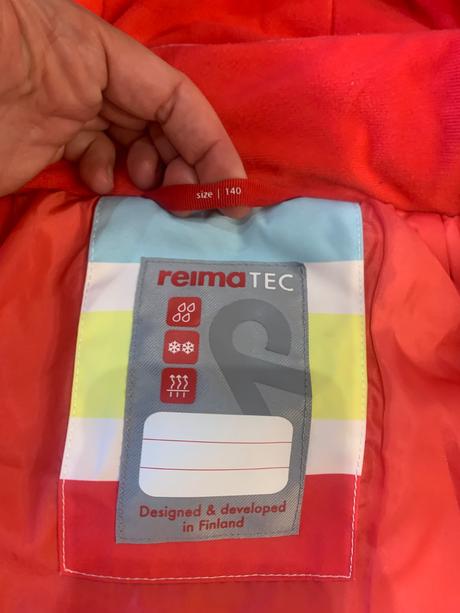 size | 140
reimaTEC
Designed & developed
in Finland